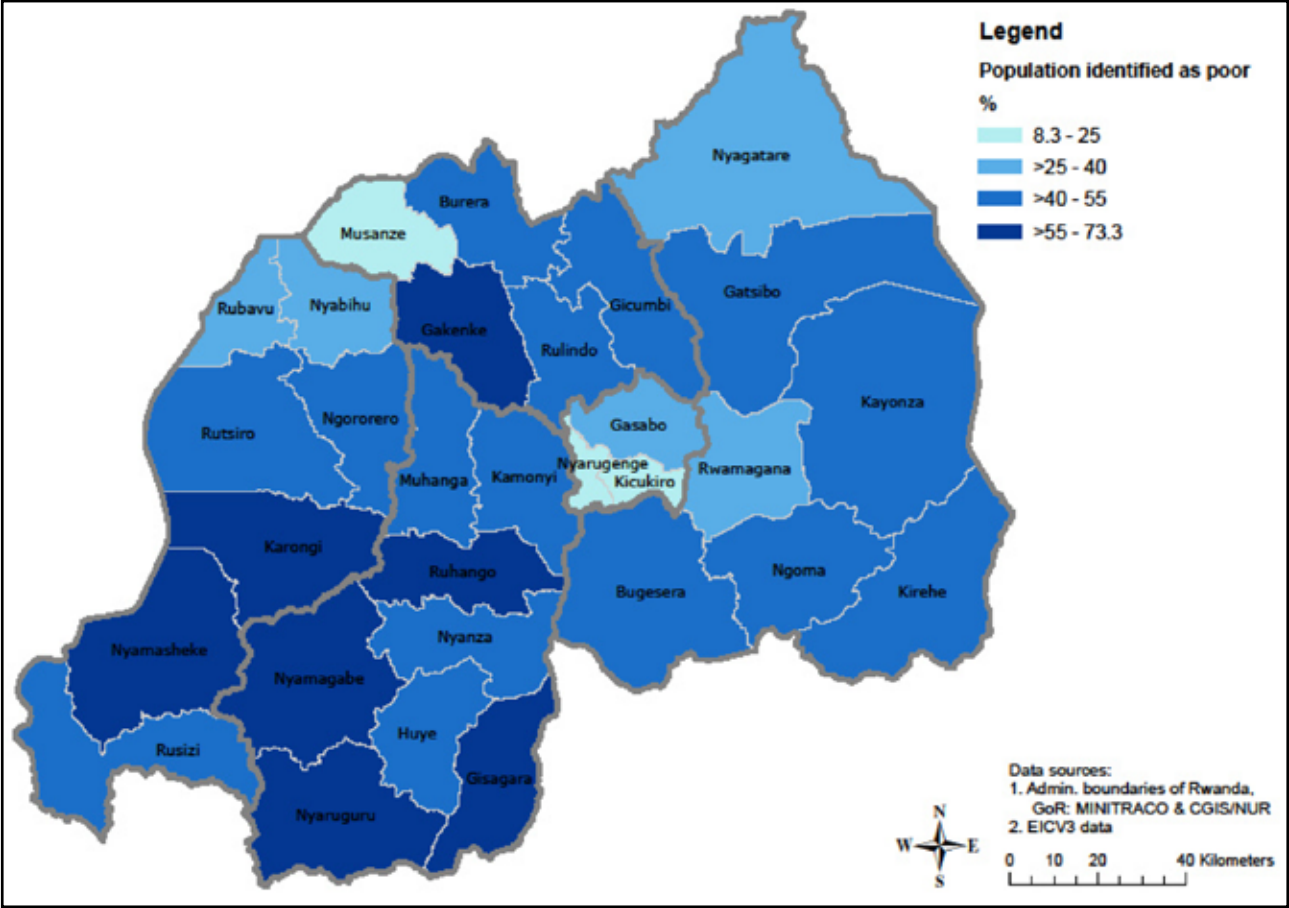 Legend
Population identified as poor
%
8.3 - 25
>25 - 40
>40 - 55
>55 - 73.3
Nyagatare
Burera
Musanze
Rubavu
Nyabihu
Gatsibo
Gicumbi
Gakenke
Rulindo
Kayonza
Ngororero
Gasabo
Rutsiro
Nyarugenge
Rwamagana
Muhanga
Kamonyi
Kicukiro
Karongi
Ruhango
Ngoma
Bugesera
Kirehe
Nyanza
Nyamasheke
Nyamagabe
Huye
Rusizi
Gisagara
Nyaruguru
Data sources:
1. Admin. boundaries of Rwanda,
GoR: MINITRACO & CGIS/NUR
2. EICV3 data
N
W E
S
0 10 20 40 Kilometers